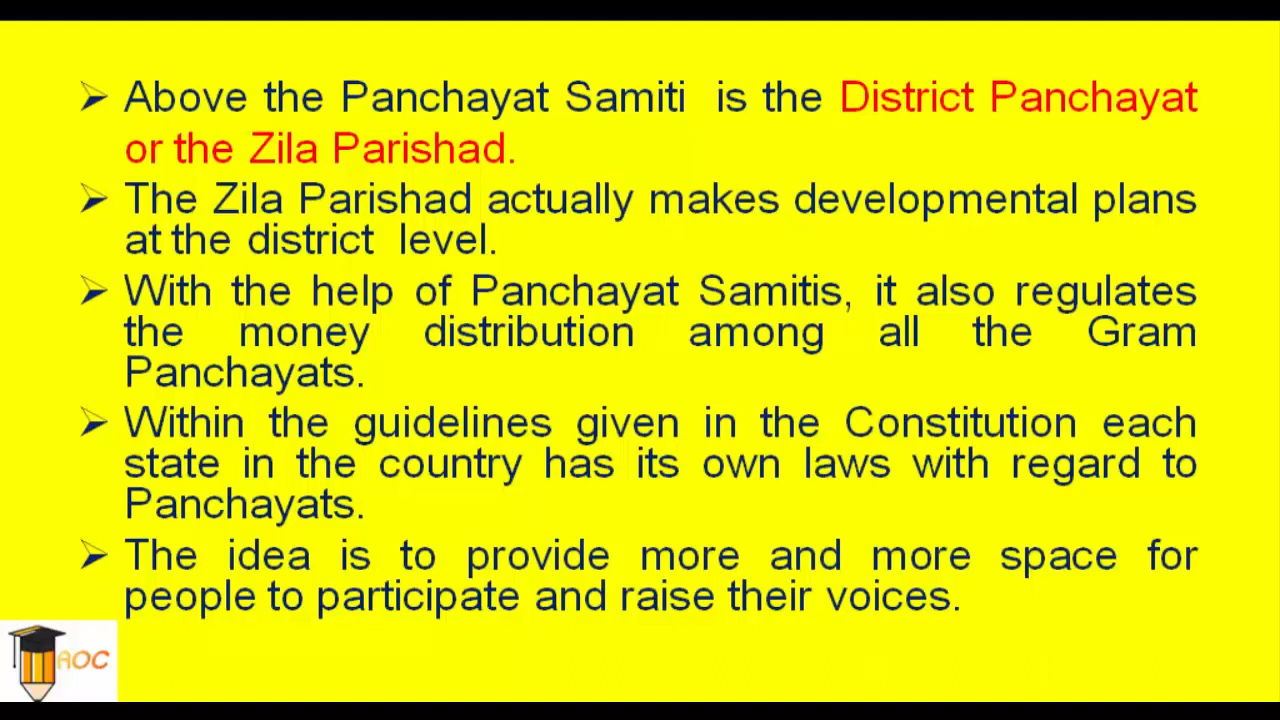 ➢ Above the Panchayat Samiti is the District Panchayat
or the Zila Parishad.
➢ The Zila Parishad actually makes developmental plans
at the district level.
➢ With the help of Panchayat Samitis, it also regulates
the money distribution among all the Gram
Panchayats.
➢ Within the guidelines given in the Constitution each
state in the country has its own laws with regard to
Panchayats.
➢ The idea is to provide more and more space for
people to participate and raise their voices.
AOC